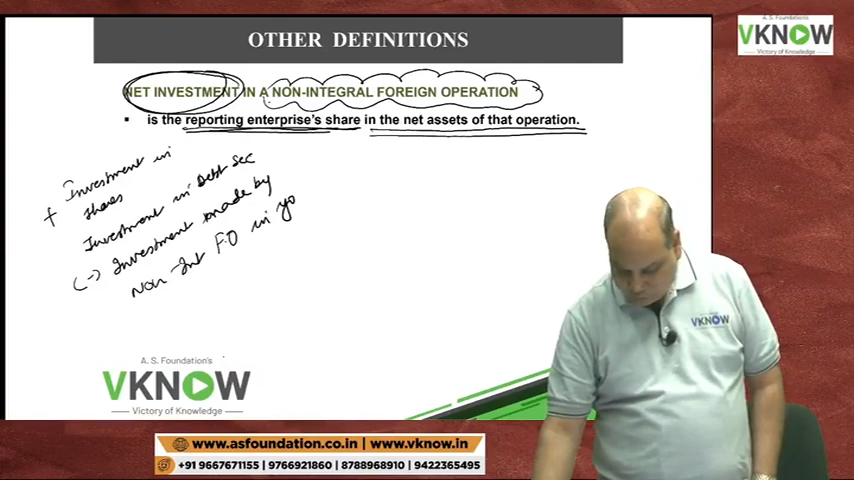 OTHER DEFINITIONS
A. S. Foundation's
VKNOW
Victory of Knowledge
NET INVESTMENT IN A NON-INTEGRAL FOREIGN OPERATION
▪ is the reporting enterprise's share in the net assets of that operation.
Investment in
+ shares
Investment in Debt Sec
(-) Investment made by
Non-Int F.O in yo
A. S. Foundation's
VKNOW
Victory of Knowledge
VKNOW
www.asfoundation.co.in | www.vknow.in
+91 9667671155 | 9766921860 | 8788968910 | 9422365495